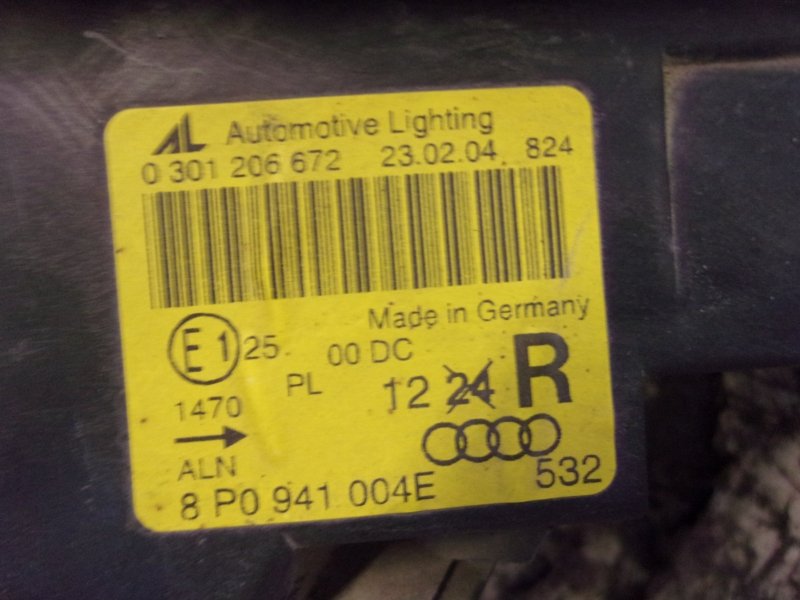 AL Automotive Lighting
0 301 206 672 23.02.04 824
Made in Germany
E1 25 00 DC
PL 12 24 R
1470
ALN
8 P0 941 004E 532